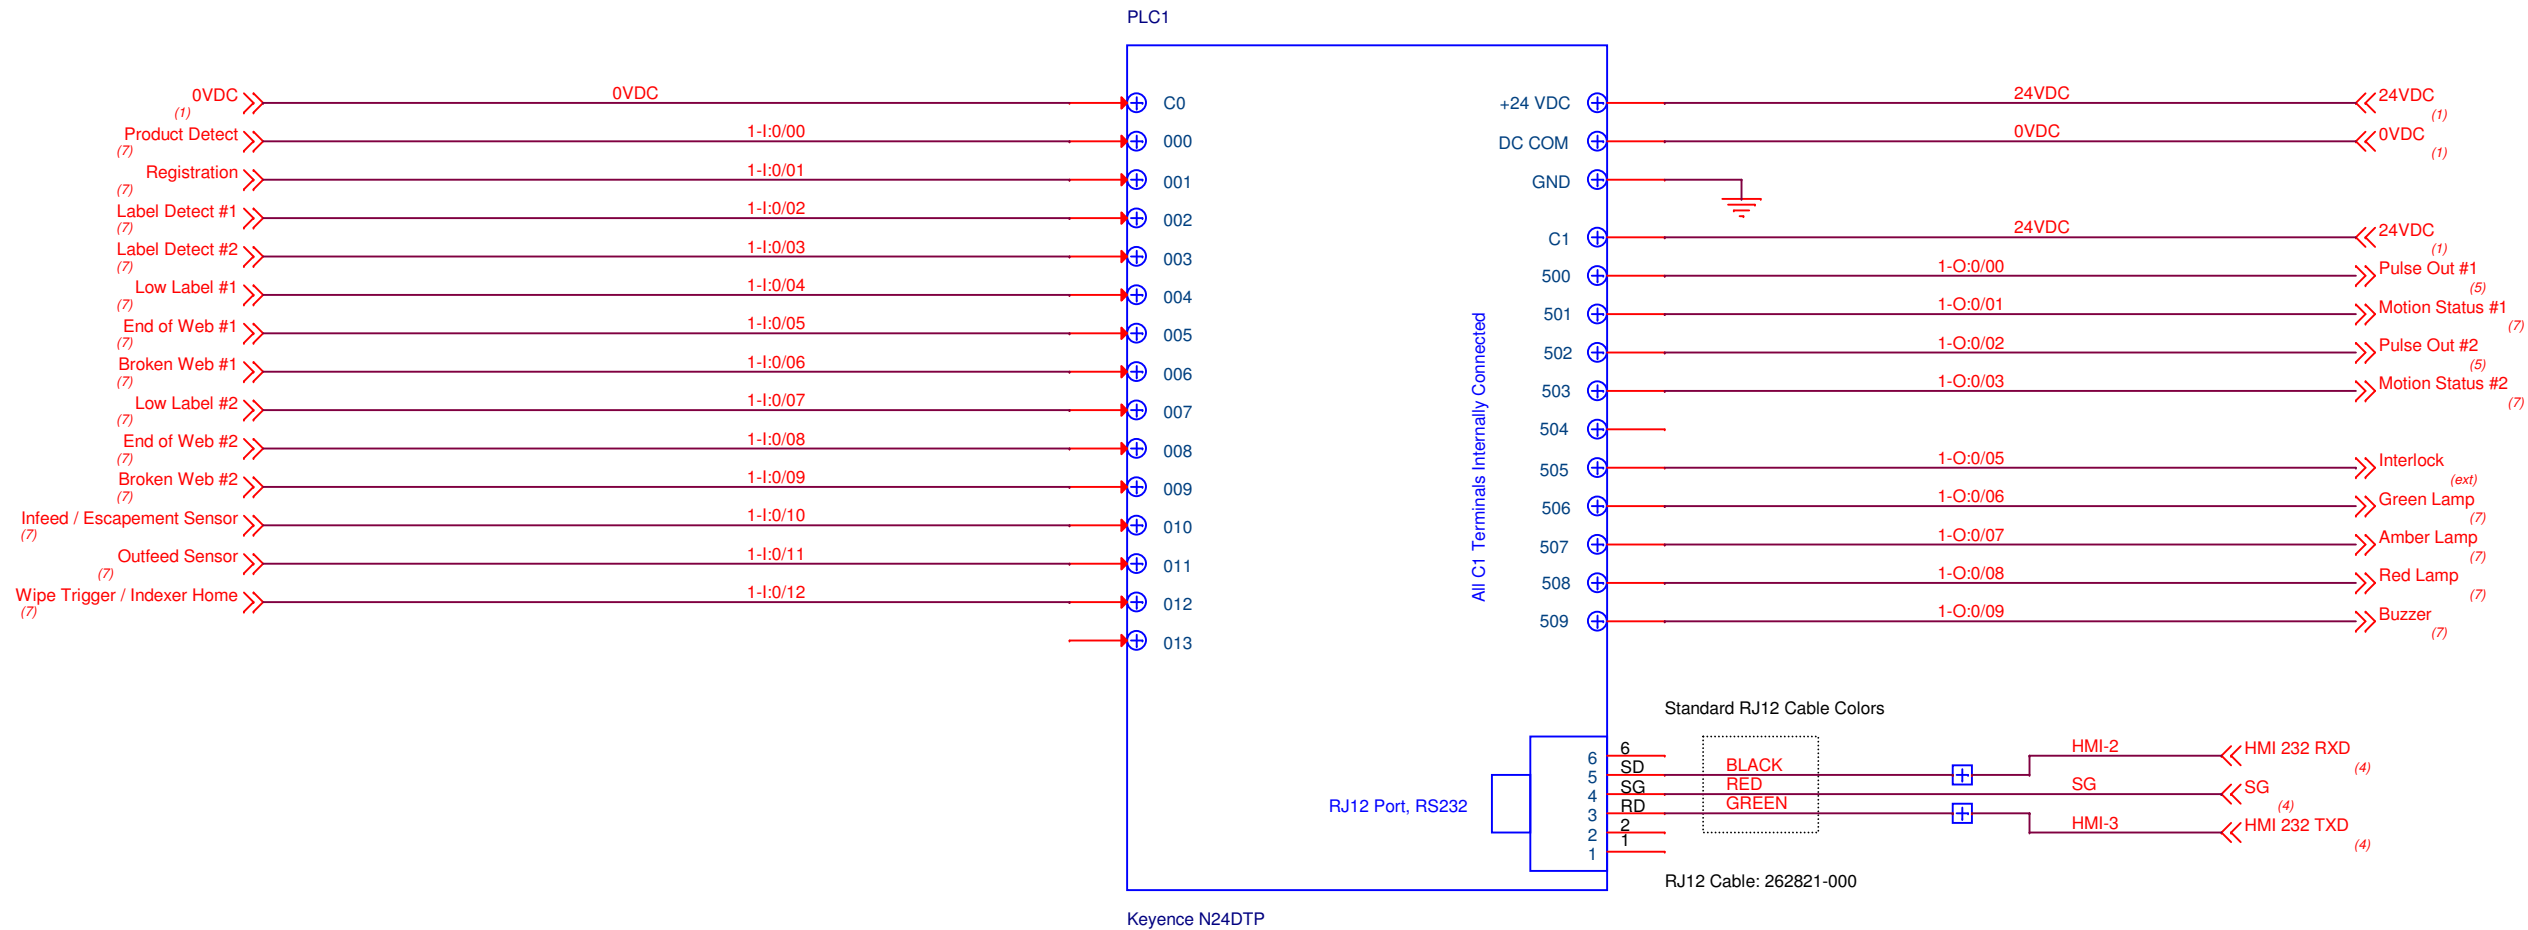 PLC1
0VDC
(1)
0VDC
C0
Product Detect
(7)
1-I:0/00
000
Registration
(7)
1-I:0/01
001
Label Detect #1
(7)
1-I:0/02
002
Label Detect #2
(7)
1-I:0/03
003
Low Label #1
(7)
1-I:0/04
004
End of Web #1
(7)
1-I:0/05
005
Broken Web #1
(7)
1-I:0/06
006
Low Label #2
(7)
1-I:0/07
007
End of Web #2
(7)
1-I:0/08
008
Broken Web #2
(7)
1-I:0/09
009
Infeed / Escapement Sensor
(7)
1-I:0/10
010
Outfeed Sensor
(7)
1-I:0/11
011
Wipe Trigger / Indexer Home
(7)
1-I:0/12
012
013
All C1 Terminals Internally Connected
+24 VDC
24VDC
24VDC
(1)
DC COM
0VDC
0VDC
(1)
GND
C1
24VDC
24VDC
(1)
500
1-O:0/00
Pulse Out #1
(5)
501
1-O:0/01
Motion Status #1
(7)
502
1-O:0/02
Pulse Out #2
(5)
503
1-O:0/03
Motion Status #2
(7)
504
505
1-O:0/05
Interlock
(ext)
506
1-O:0/06
Green Lamp
(7)
507
1-O:0/07
Amber Lamp
(7)
508
1-O:0/08
Red Lamp
(7)
509
1-O:0/09
Buzzer
(7)
Standard RJ12 Cable Colors
RJ12 Port, RS232
6
6
5
SD
BLACK
HMI-2
HMI 232 RXD
(4)
4
SG
RED
SG
SG
(4)
3
RD
GREEN
HMI-3
HMI 232 TXD
(4)
2
2
1
1
RJ12 Cable: 262821-000
Keyence N24DTP